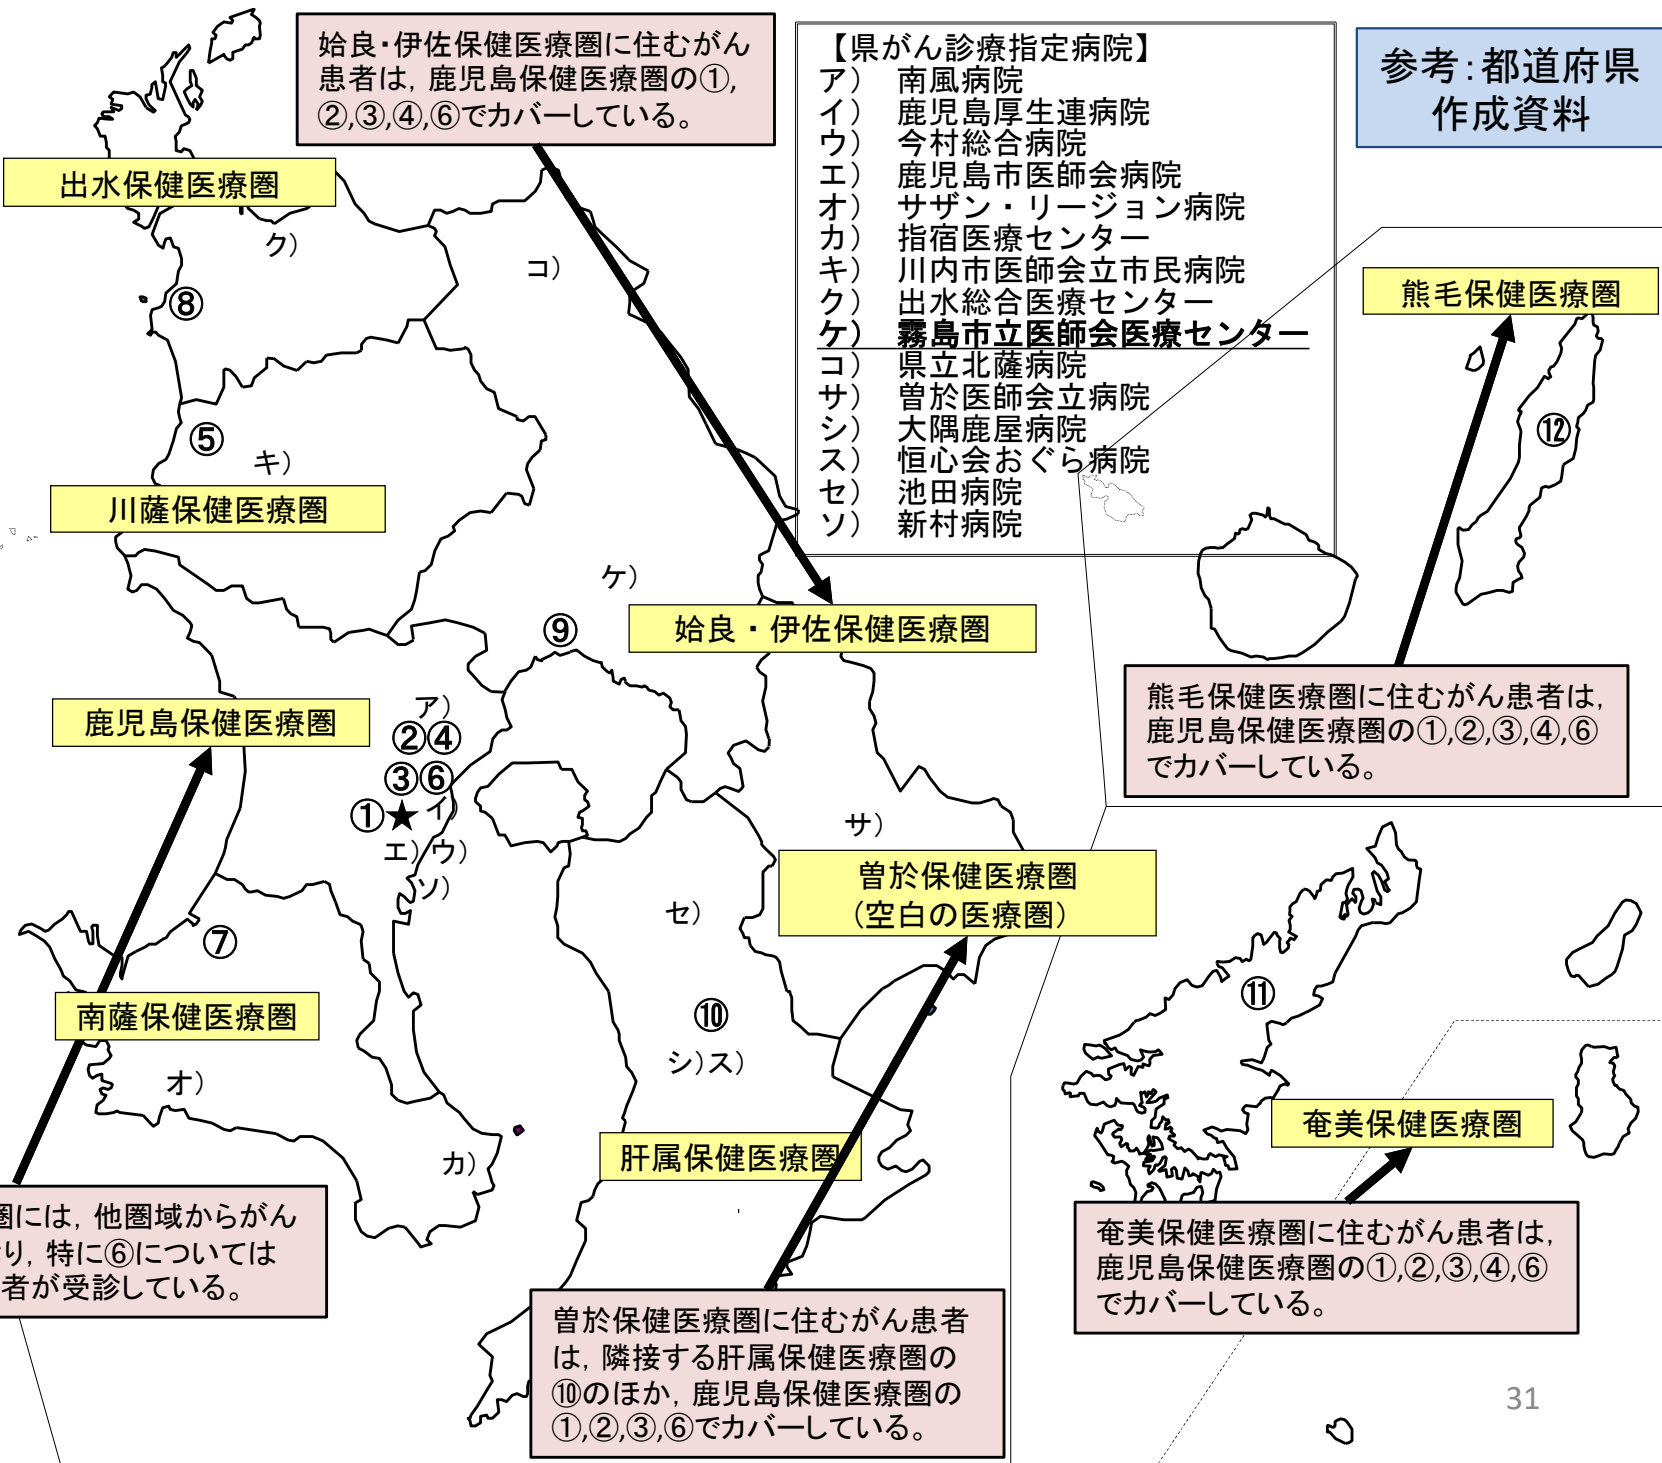 始良・伊佐保健医療圏に住むがん
患者は，鹿児島保健医療圏の①，
②,③,④,⑥でカバーしている。
【県がん診療指定病院】
ア） 南風病院
イ） 鹿児島厚生連病院
ウ） 今村総合病院
エ） 鹿児島市医師会病院
オ） サザン・リージョン病院
カ） 指宿医療センター
キ） 川内市医師会立市民病院
ク） 出水総合医療センター
ケ） 霧島市立医師会医療センター
コ） 県立北薩病院
サ） 曽於医師会立病院
シ） 大隅鹿屋病院
ス） 恒心会おぐら病院
セ） 池田病院
ソ） 新村病院
参考：都道府県
作成資料
出水保健医療圏
ク）
コ）
⑧
熊毛保健医療圏
⑫
⑤
キ）
川薩保健医療圏
ケ）
⑨
始良・伊佐保健医療圏
鹿児島保健医療圏
ア）
②④
③⑥
①★イ）
エ）ウ）
ソ）
熊毛保健医療圏に住むがん患者は，
鹿児島保健医療圏の①,②,③,④,⑥
でカバーしている。
サ）
曽於保健医療圏
（空白の医療圏）
セ）
⑦
南薩保健医療圏
⑩
シ）ス）
⑪
オ）
カ）
肝属保健医療圏
奄美保健医療圏
圏には，他圏域からがん
り，特に⑥については
者が受診している。
奄美保健医療圏に住むがん患者は，
鹿児島保健医療圏の①,②,③,④,⑥
でカバーしている。
曽於保健医療圏に住むがん患者
は，隣接する肝属保健医療圏の
⑩のほか，鹿児島保健医療圏の
①,②,③,⑥でカバーしている。
31